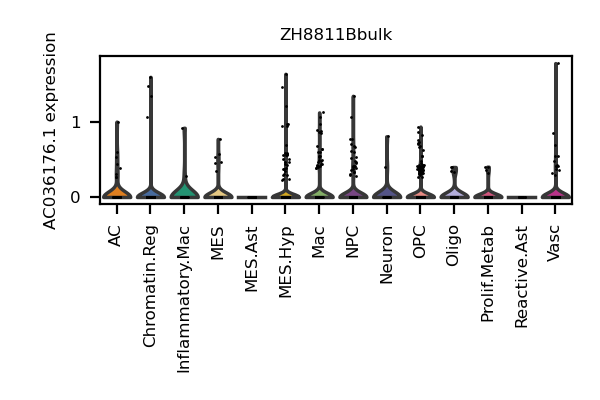 ZH8811Bbulk
AC036176.1 expression
1
0
AC
Chromatin.Reg
Inflammatory.Mac
MES
MES.Ast
MES.Hyp
Mac
NPC
Neuron
OPC
Oligo
Prolif.Metab
Reactive.Ast
Vasc